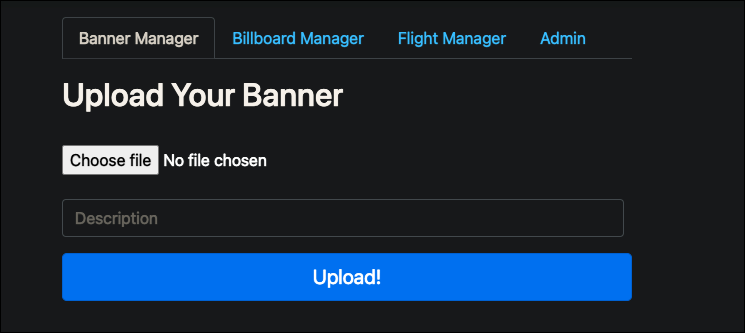 Banner Manager Billboard Manager Flight Manager Admin
Upload Your Banner
Choose file No file chosen
Description
Upload!